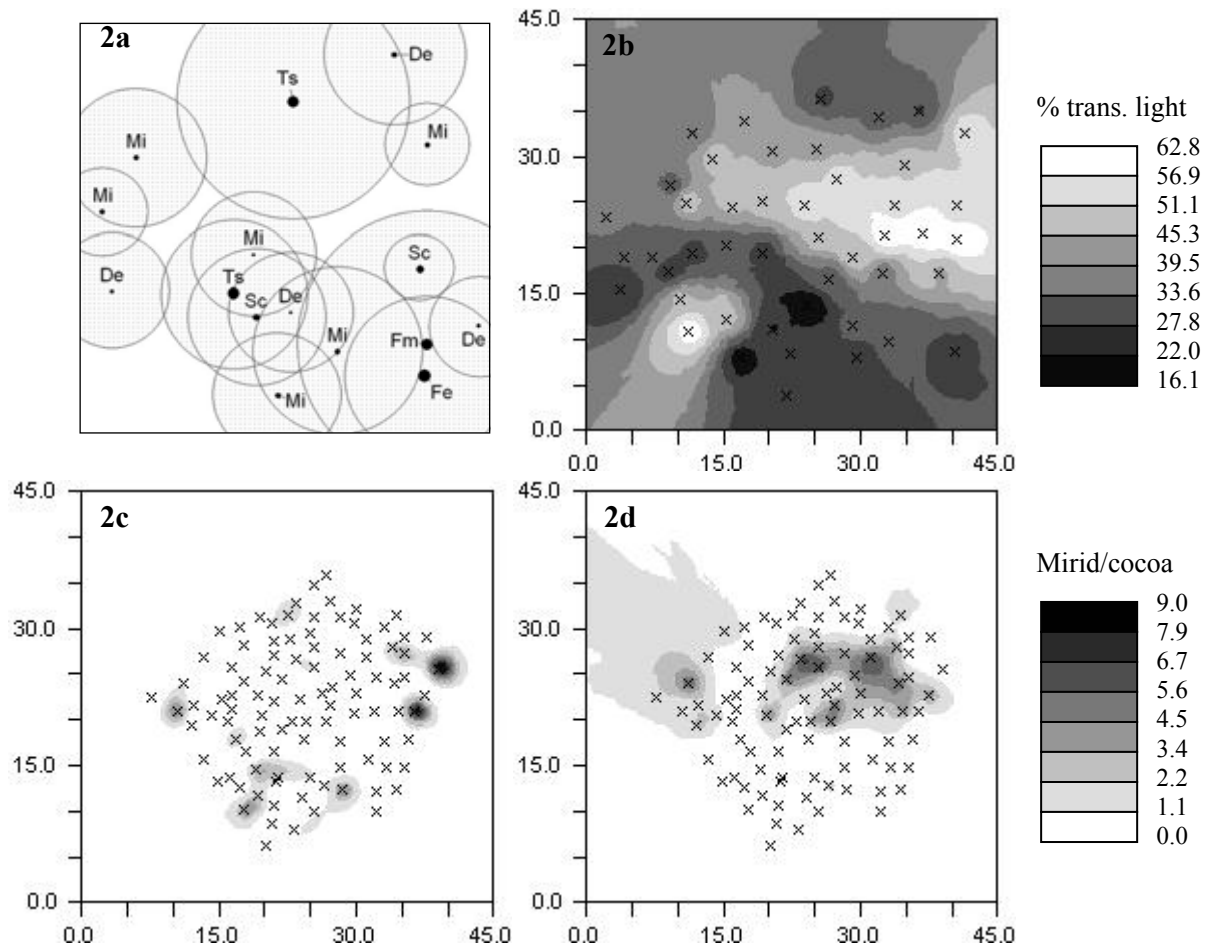 2a
De
Ts
Mi
Mi
Mi
De
Mi
Ts
Sc
De
Sc
Mi
Fm
De
Fe
Mi
2b
45.0
30.0
15.0
0.0
0.0
15.0
30.0
45.0
% trans. light
62.8
56.9
51.1
45.3
39.5
33.6
27.8
22.0
16.1
2c
45.0
30.0
15.0
0.0
0.0
15.0
30.0
45.0
2d
45.0
30.0
15.0
0.0
0.0
15.0
30.0
45.0
Mirid/cocoa
9.0
7.9
6.7
5.6
4.5
3.4
2.2
1.1
0.0